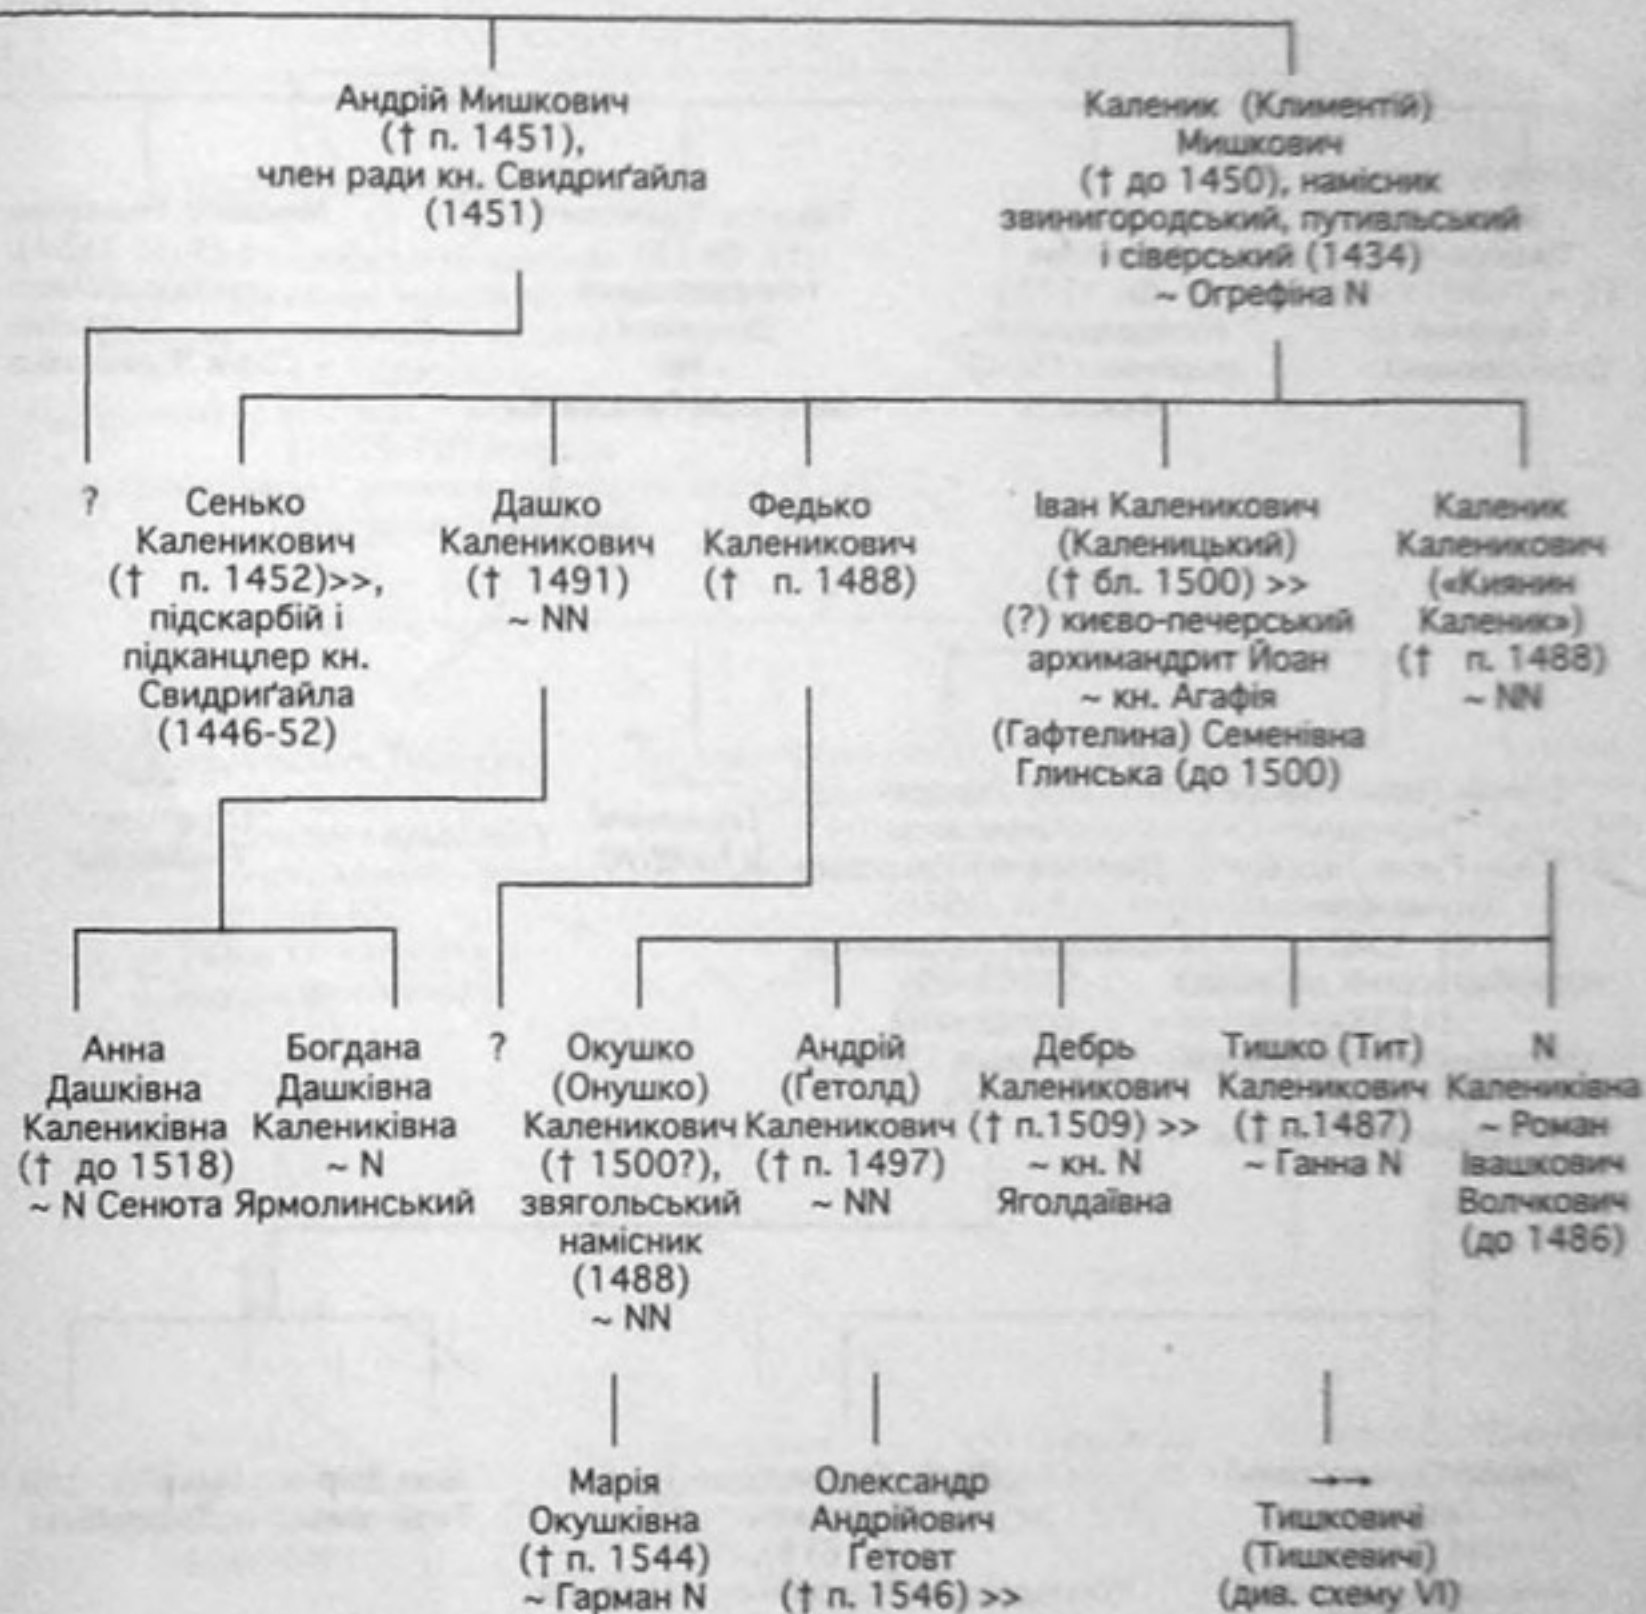 Андрій Мишкович
(† п. 1451),
член ради кн. Свидриґайла
(1451)
Каленик (Климентій)
Мишкович
(† до 1450), намісник
звинигородський, путивльський
і сіверський (1434)
~ Огрефіна N
?
Сенько
Каленикович
(† п. 1452)>>,
підскарбій і
підканцлер кн.
Свидриґайла
(1446-52)
Дашко
Каленикович
(† 1491)
~ NN
Федько
Каленикович
(† п. 1488)
Іван Каленикович
(Каленицький)
(† бл. 1500) >>
(?) києво-печерський
архимандрит Йоан
~ кн. Агафія
(Гафтелина) Семенівна
Глинська (до 1500)
Каленик
Каленикович
(«Киянин
Каленик»)
(† п. 1488)
~ NN
Анна
Дашківна
Калениківна
(† до 1518)
~ N Сенюта
Богдана
Дашківна
Калениківна
~ N
Ярмолинський
?
Окушко
(Онушко)
Каленикович
(† 1500?),
звягольський
намісник
(1488)
~ NN
Андрій
(Ґетолд)
Каленикович
(† п. 1497)
~ NN
Дебрь
Каленикович
(† п.1509) >>
~ кн. N
Яголдаївна
Тишко (Тит)
Каленикович
(† п.1487)
~ Ганна N
N
Калениківна
~ Роман
Івашкович
Волчкович
(до 1486)
Марія
Окушківна
(† п. 1544)
~ Гарман N
Олександр
Андрійович
Ґетовт
(† п. 1546) >>
→→
Тишковичі
(Тишкевичі)
(див. схему VI)